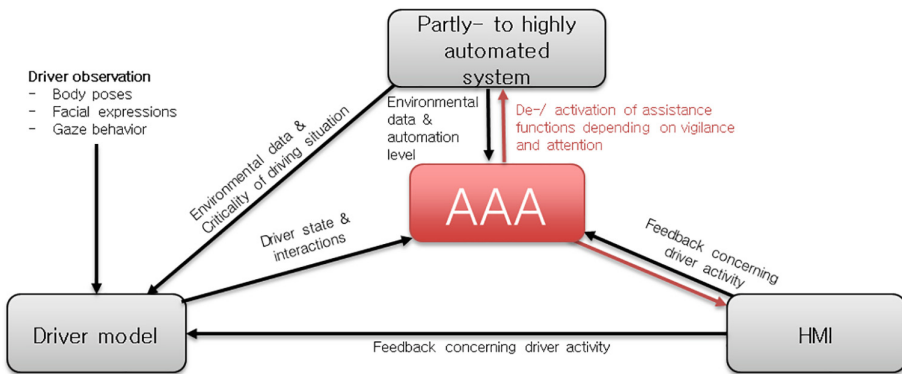 Partly- to highly
automated
system
Driver observation
- Body poses
- Facial expressions
- Gaze behavior
Environmental data &
Criticality of driving situation
Environmental
data &
automation
level
De-/ activation of assistance
functions depending on vigilance
and attention
AAA
Driver state &
interactions
Feedback concerning
driver activity
Driver model
Feedback concerning driver activity
HMI